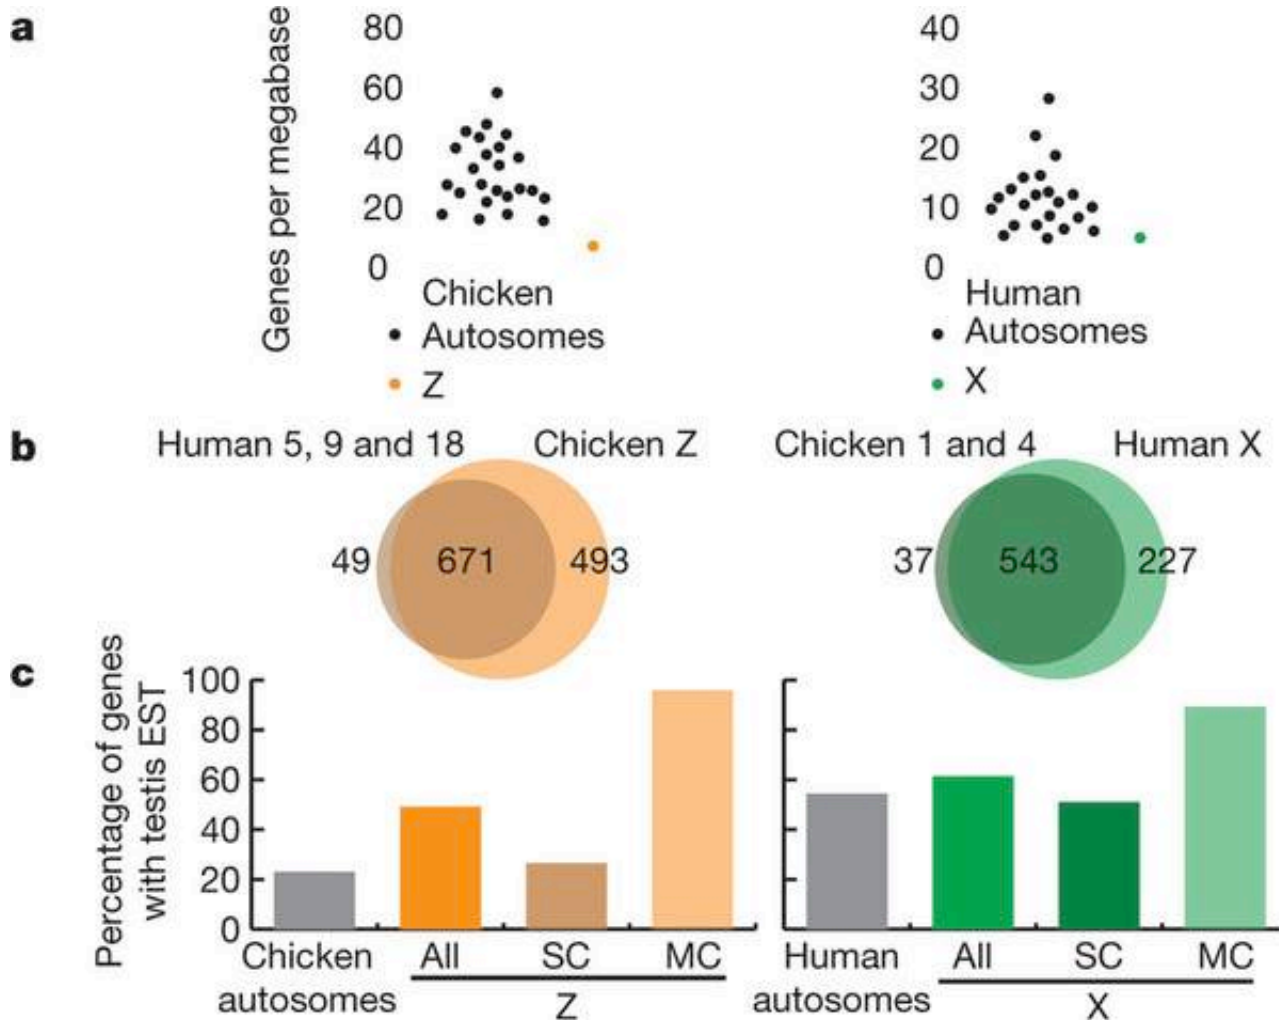 a
Genes per megabase
80
60
40
20
0
Chicken
Autosomes
Z
40
30
20
10
0
Human
Autosomes
X
b
Human 5, 9 and 18 Chicken Z
49 671 493
Chicken 1 and 4 Human X
37 543 227
c
Percentage of genes
with testis EST
100
80
60
40
20
0
Chicken
autosomes
All SC MC
Z
Human
autosomes
All SC MC
X